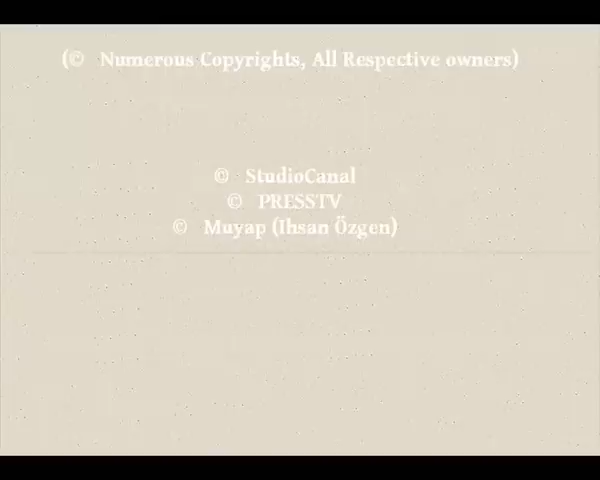 (© Numerous Copyrights, All Respective owners)
© StudioCanal
© PRESSTV
© Muyap (Ihsan Özgen)